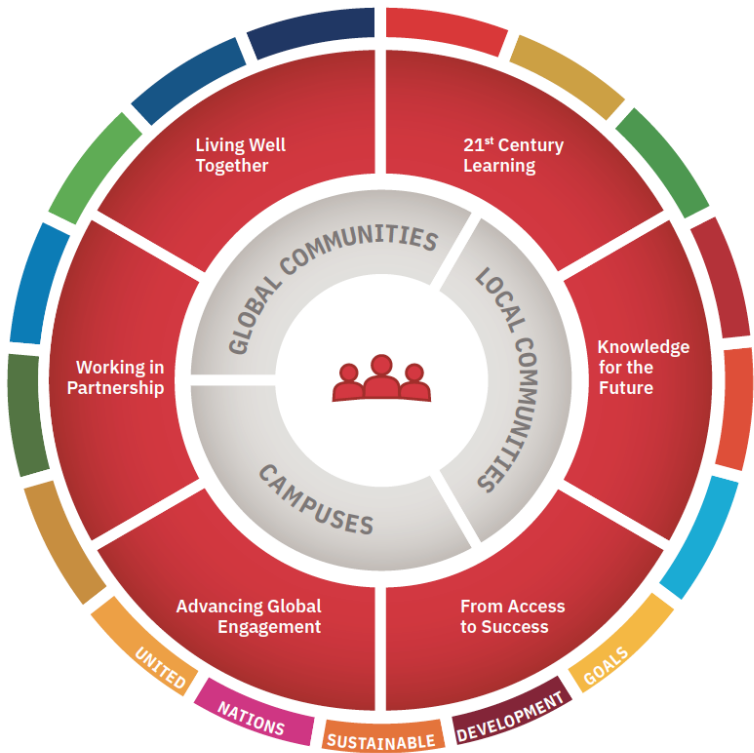 Living Well
Together
21st Century
Learning
GLOBAL COMMUNITIES
LOCAL COMMUNITIES
Working in
Partnership
Knowledge
for the
Future
CAMPUSES
Advancing Global
Engagement
From Access
to Success
UNITED NATIONS SUSTAINABLE DEVELOPMENT GOALS